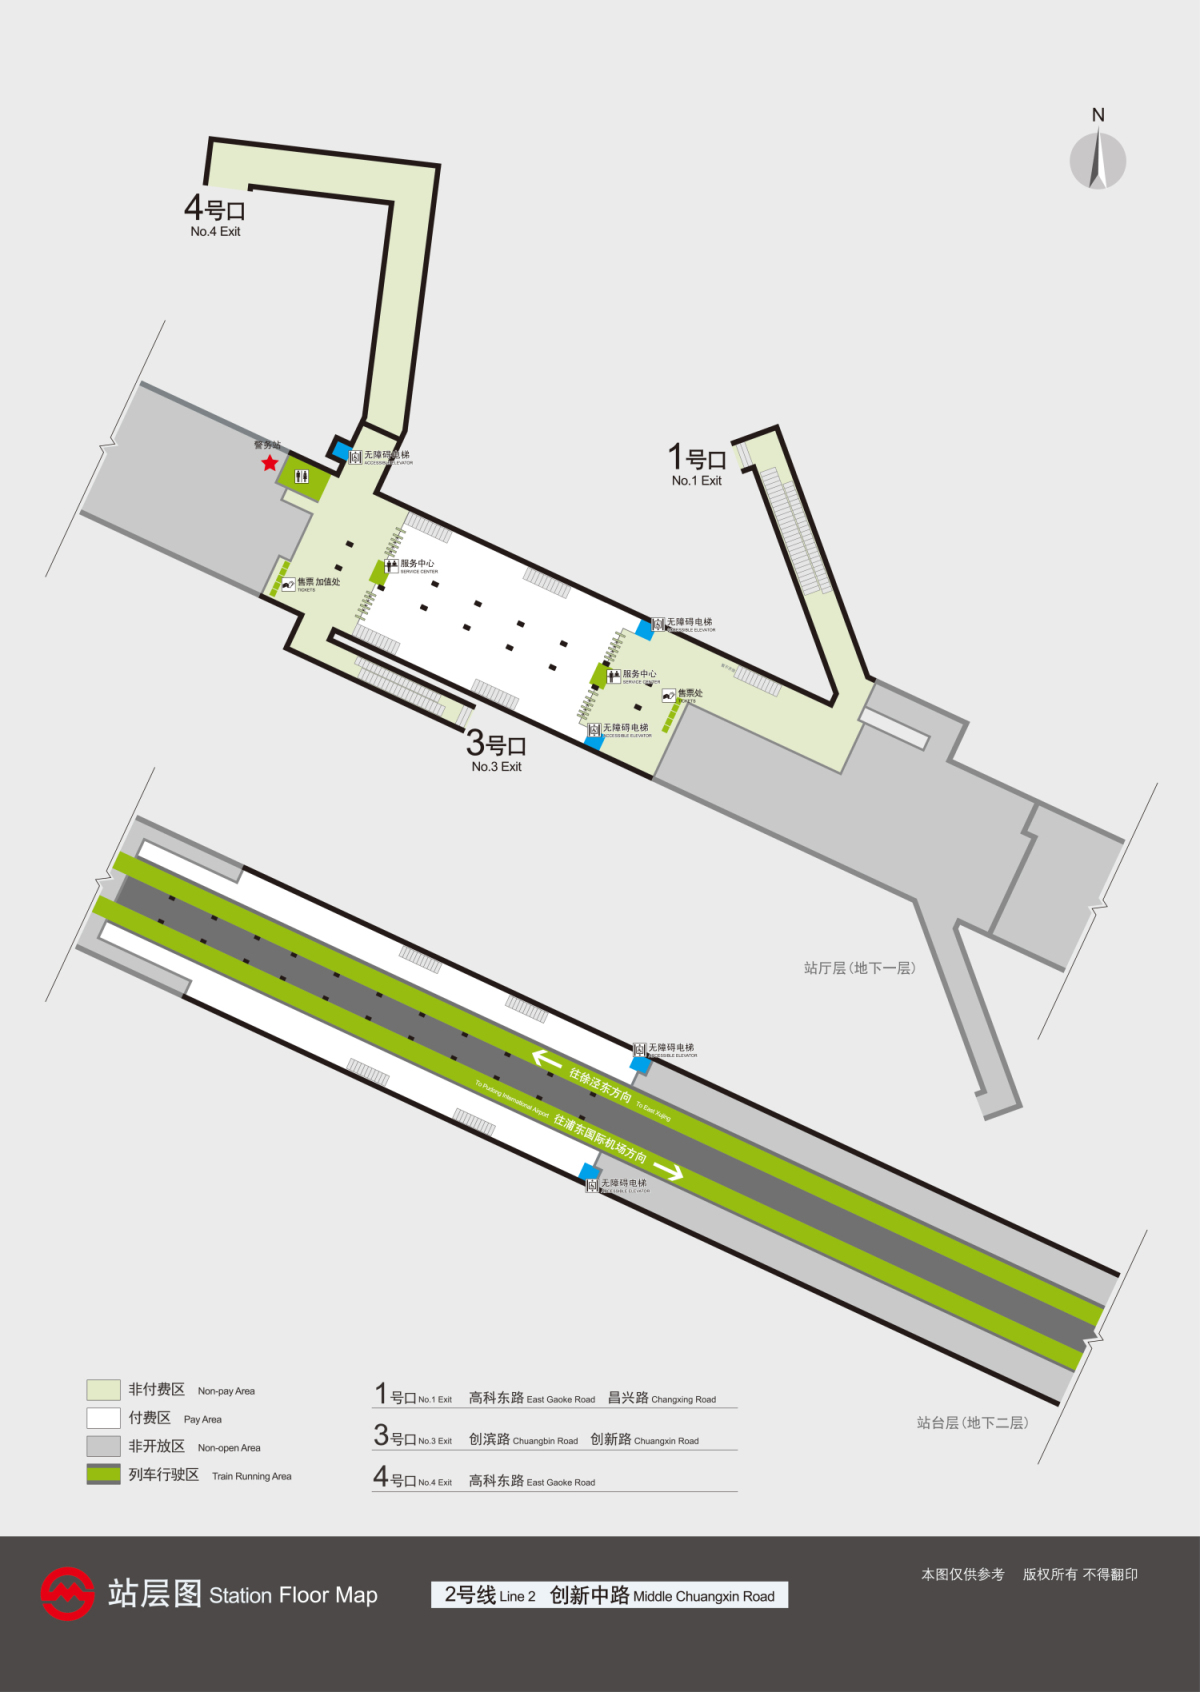 N
4号口
No.4 Exit
警务站
无障碍电梯
ACCESSIBLE ELEVATOR
1号口
No.1 Exit
服务中心
SERVICE CENTER
售票 加值处
TICKETS
无障碍电梯
ACCESSIBLE ELEVATOR
服务中心
SERVICE CENTER
售票处
TICKETS
无障碍电梯
ACCESSIBLE ELEVATOR
3号口
No.3 Exit
站厅层(地下一层)
无障碍电梯
ACCESSIBLE ELEVATOR
往徐泾东方向 To East Xujing
To Pudong International Airport 往浦东国际机场方向
无障碍电梯
ACCESSIBLE ELEVATOR
站台层(地下二层)
非付费区 Non-pay Area
付费区 Pay Area
非开放区 Non-open Area
列车行驶区 Train Running Area
1号口 No.1 Exit 高科东路 East Gaoke Road 昌兴路 Changxing Road
3号口 No.3 Exit 创滨路 Chuangbin Road 创新路 Chuangxin Road
4号口 No.4 Exit 高科东路 East Gaoke Road
站层图 Station Floor Map
2号线 Line 2 创新中路 Middle Chuangxin Road
本图仅供参考 版权所有 不得翻印